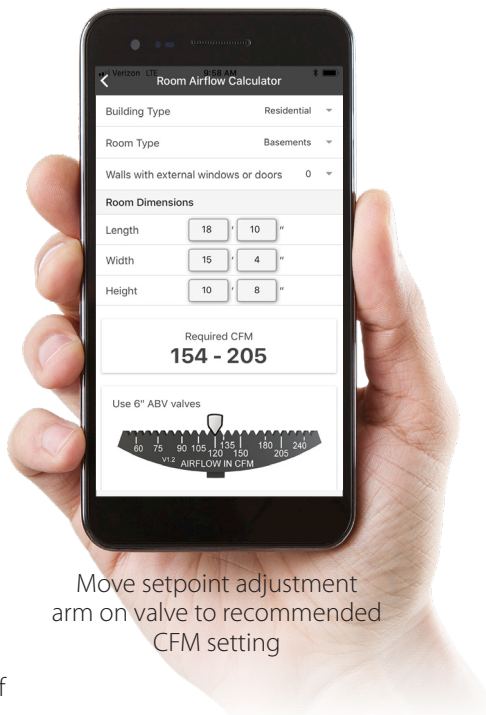 Verizon LTE 9:58 AM
Room Airflow Calculator
Building Type Residential
Room Type Basements
Walls with external windows or doors 0
Room Dimensions
Length 18 ' 10 "
Width 15 ' 4 "
Height 10 ' 8 "
Required CFM
154 - 205
Use 6" ABV valves
60 75 90 105 120 135 150 180 205 240
V1.2 AIRFLOW IN CFM
Move setpoint adjustment
arm on valve to recommended
CFM setting
f